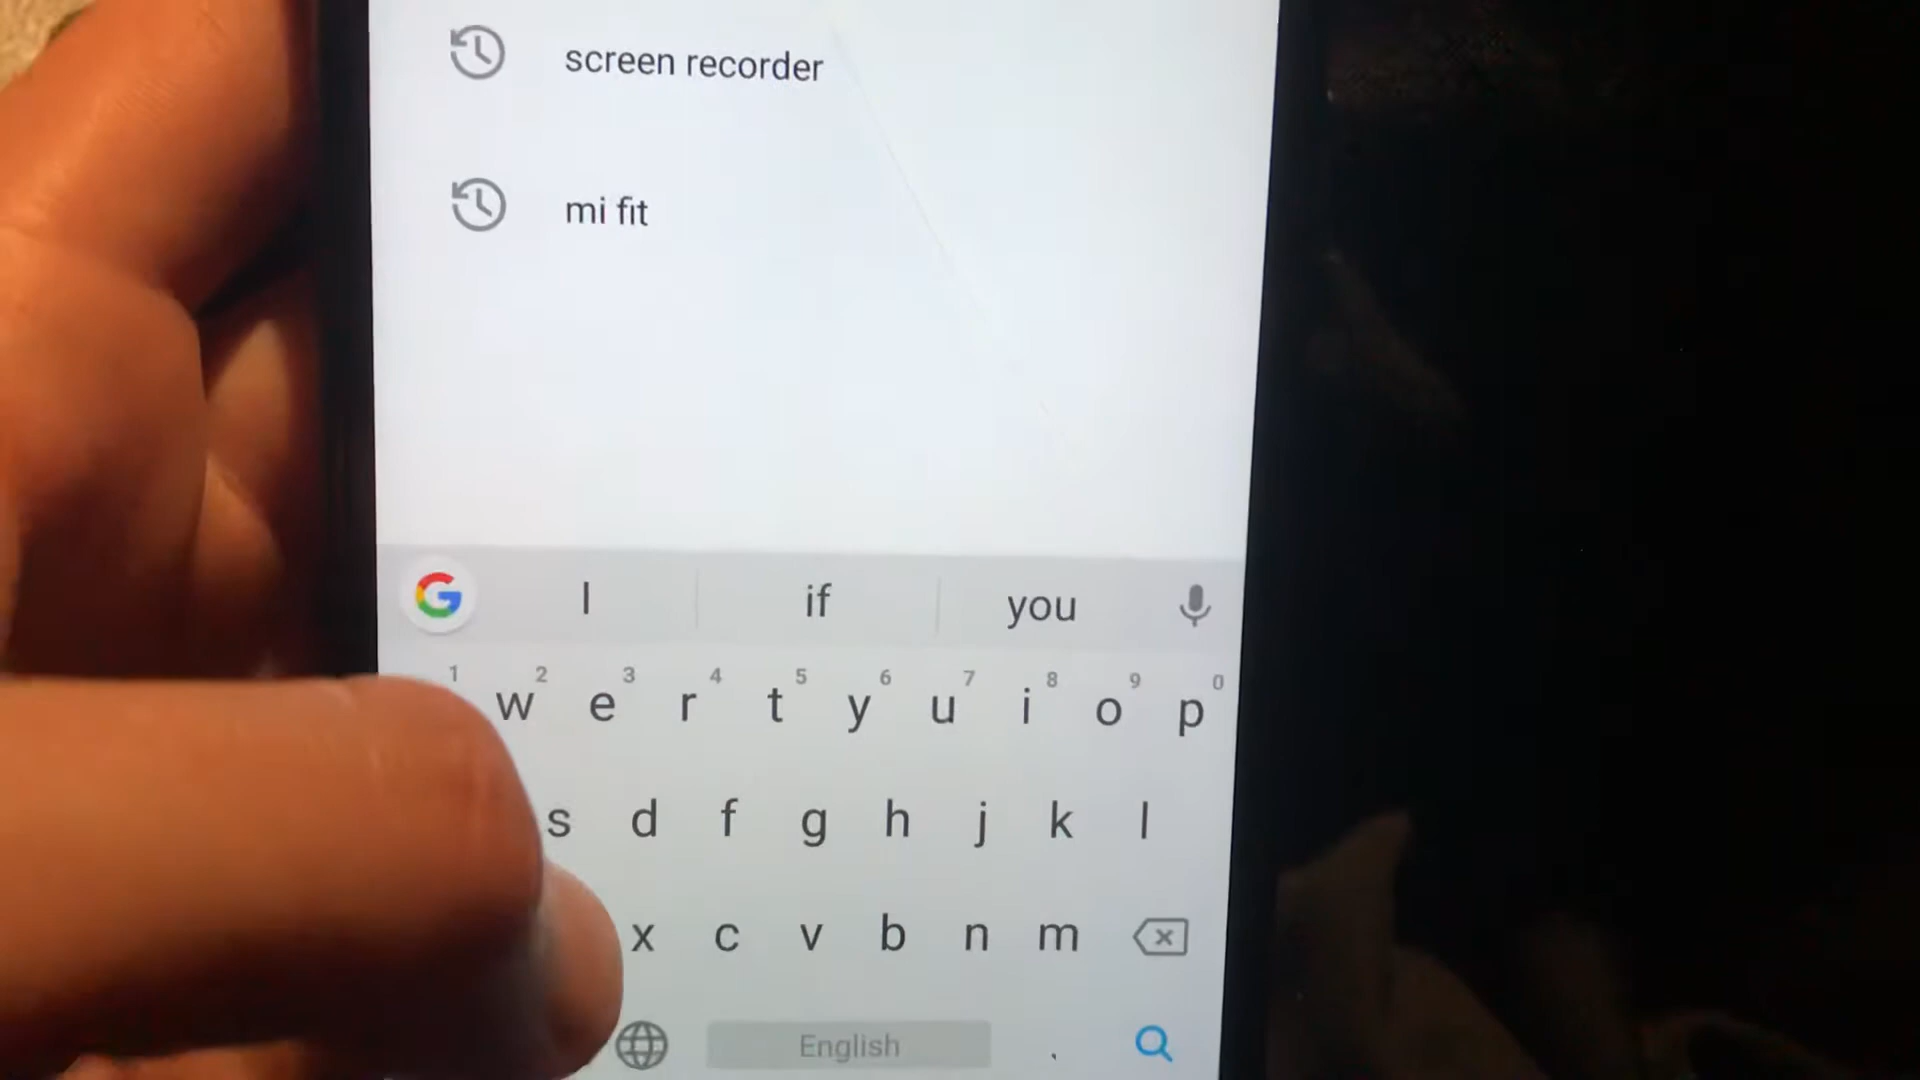 screen recorder
mi fit
G I if you
1 2 3 4 5 6 7 8 9 0
w e r t y u i o p
s d f g h j k l
x c v b n m
English .